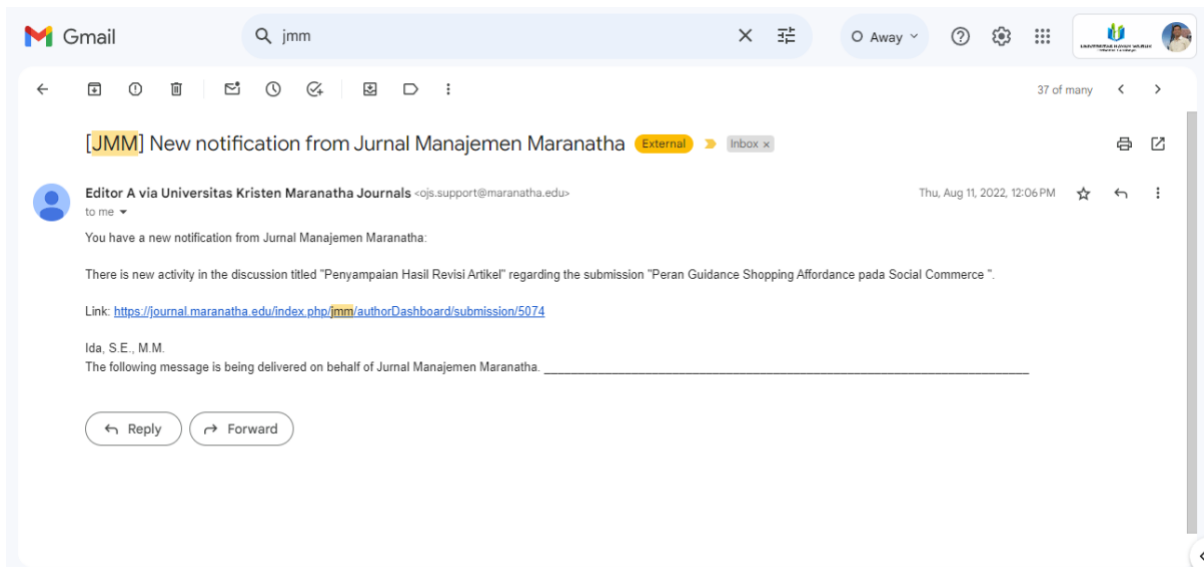 Gmail
jmm
Away
37 of many
[JMM] New notification from Jurnal Manajemen Maranatha External Inbox x
Editor A via Universitas Kristen Maranatha Journals <ojs.support@maranatha.edu>
Thu, Aug 11, 2022, 12:06 PM
to me
You have a new notification from Jurnal Manajemen Maranatha:
There is new activity in the discussion titled "Penyampaian Hasil Revisi Artikel" regarding the submission "Peran Guidance Shopping Affordance pada Social Commerce ".
Link: https://journal.maranatha.edu/index.php/jmm/authorDashboard/submission/5074
Ida, S.E., M.M.
The following message is being delivered on behalf of Jurnal Manajemen Maranatha. ________________________________________________________________________
Reply
Forward